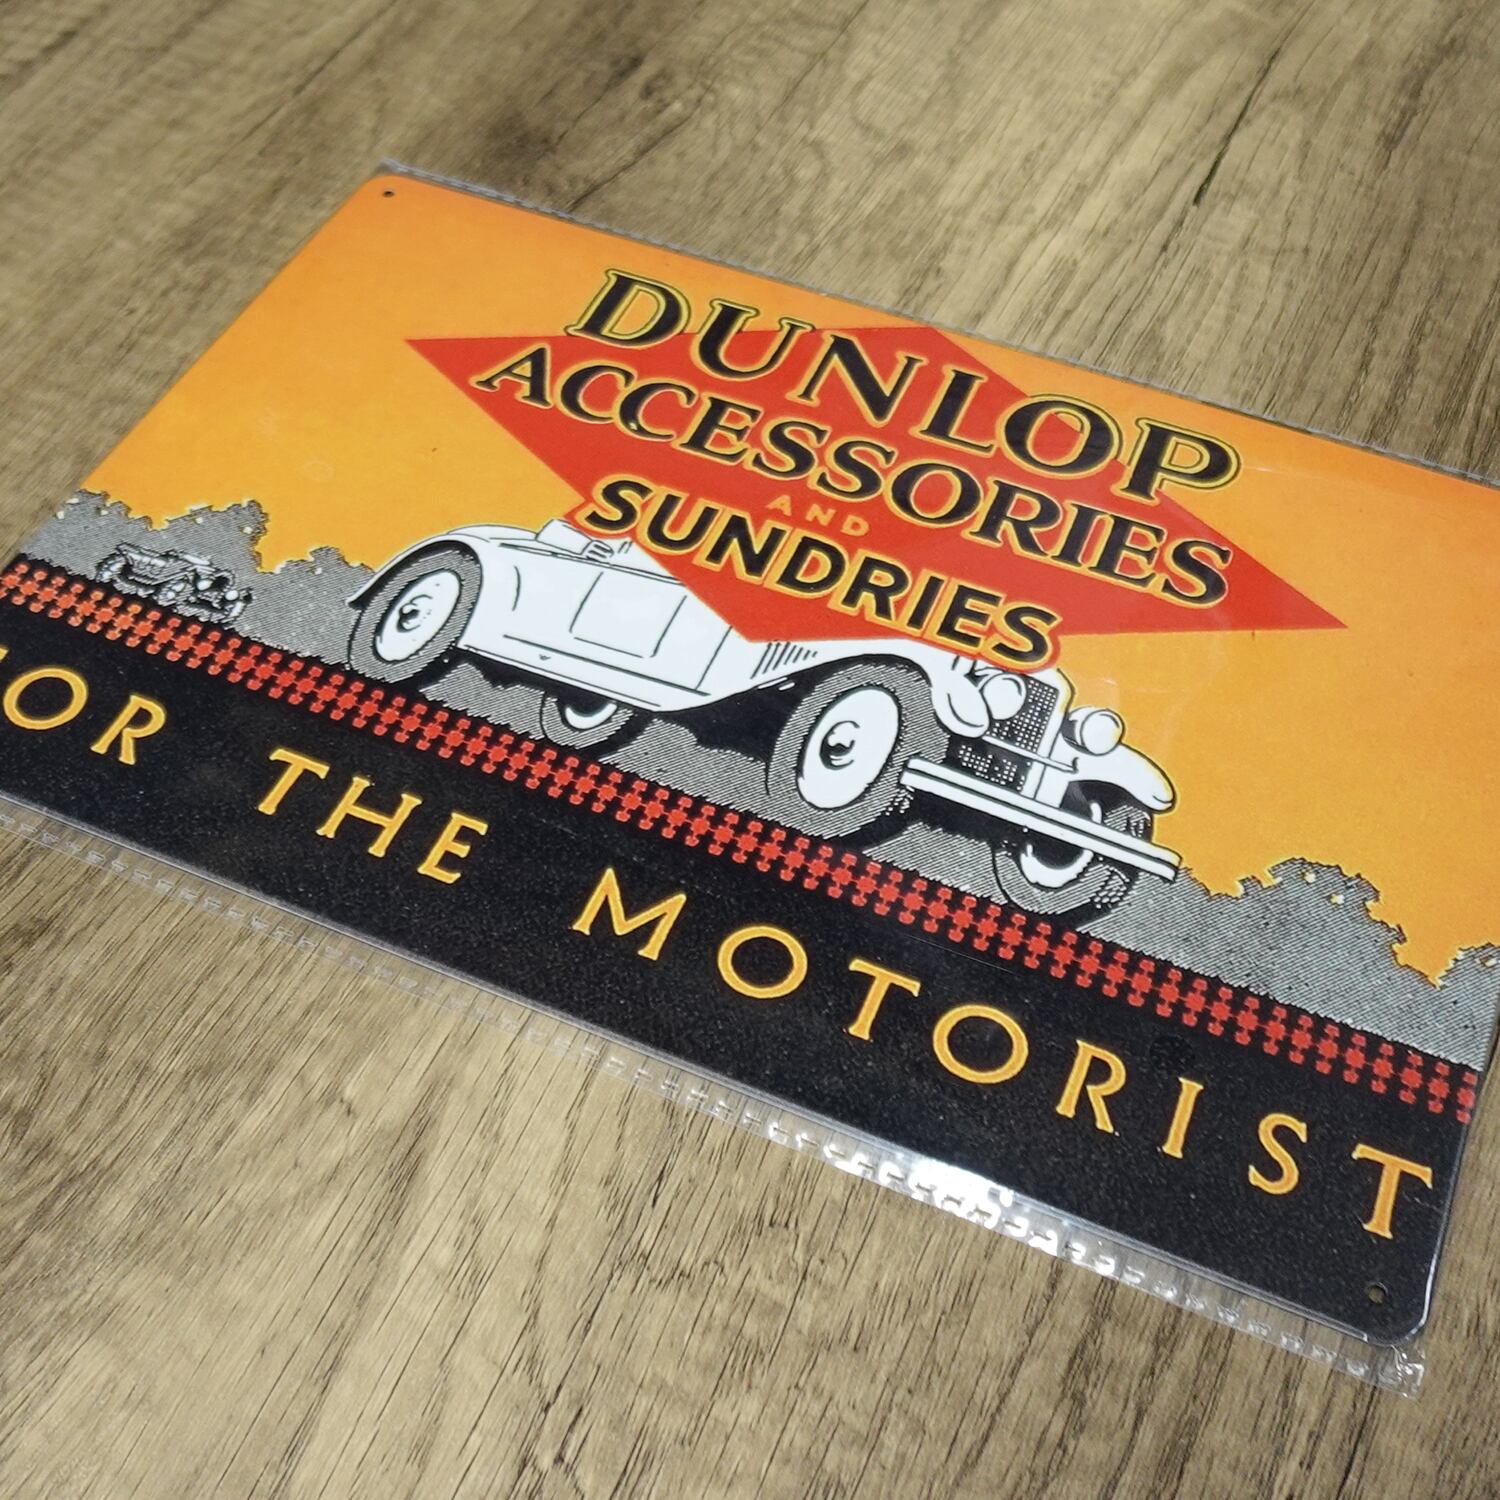 DUNLOP
ACCESSORIES
AND
SUNDRIES
OR THE MOTORIST